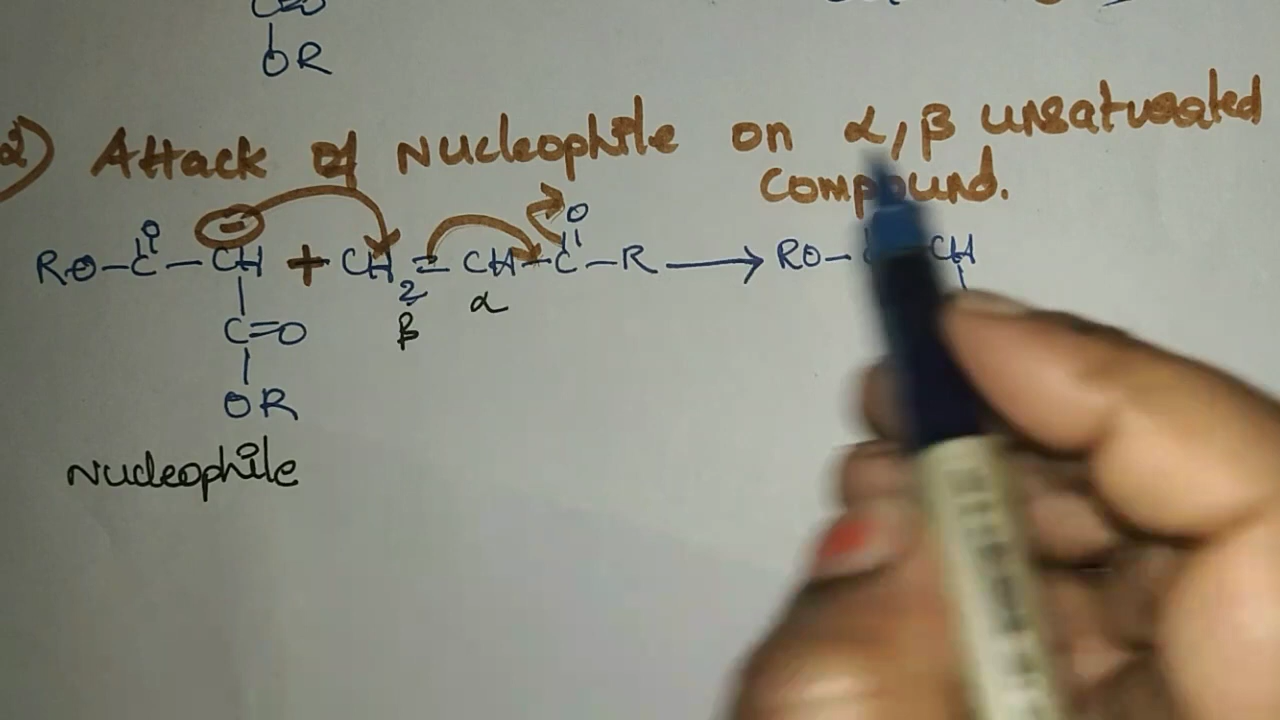 C=O
OR
2) Attack of Nucleophile on α, β unsaturated
compound.
O O
RO-C-CH + CH2=CH-C-R → RO- CH
β α
C=O
OR
Nucleophile